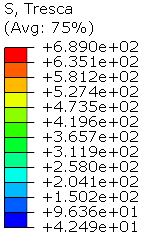 S, Tresca
(Avg: 75%)
+6.890e+02
+6.351e+02
+5.812e+02
+5.274e+02
+4.735e+02
+4.196e+02
+3.657e+02
+3.119e+02
+2.580e+02
+2.041e+02
+1.502e+02
+9.636e+01
+4.249e+01